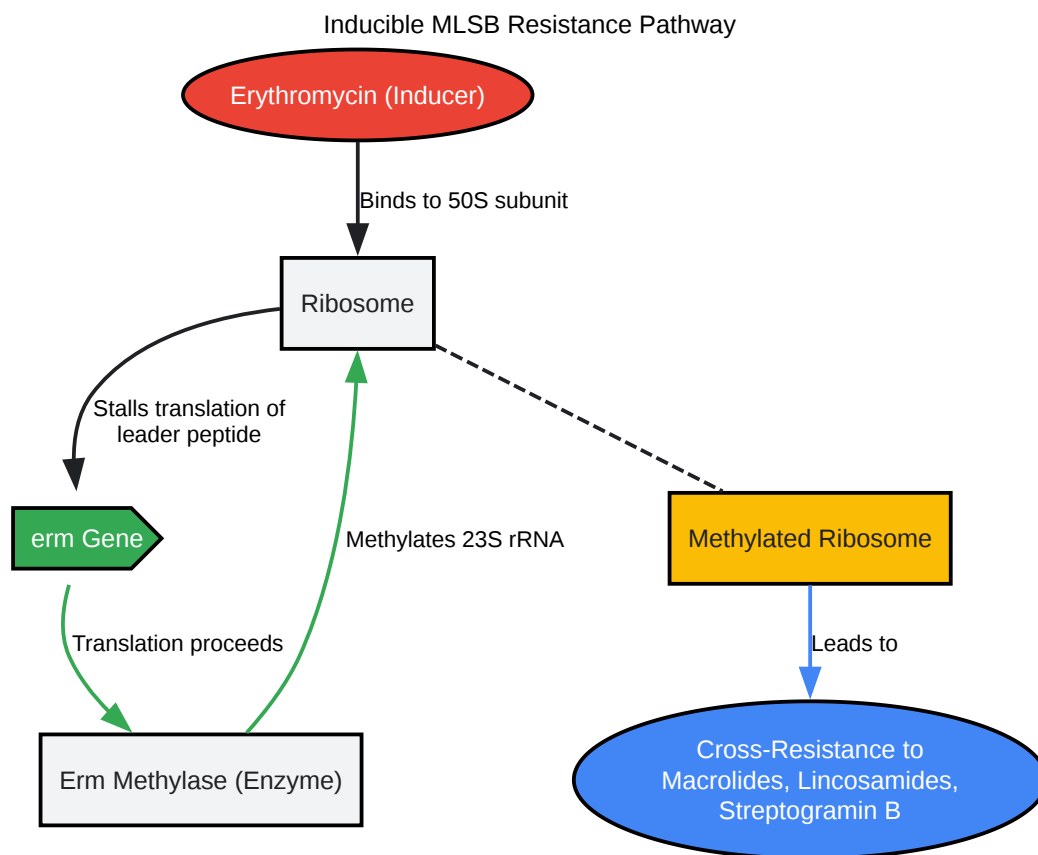 Inducible MLSB Resistance Pathway
Erythromycin (Inducer)
Binds to 50S subunit
Ribosome
Stalls translation of
leader peptide
erm Gene
Methylates 23S rRNA
Methylated Ribosome
Translation proceeds
Leads to
Erm Methylase (Enzyme)
Cross-Resistance to
Macrolides, Lincosamides,
Streptogramin B